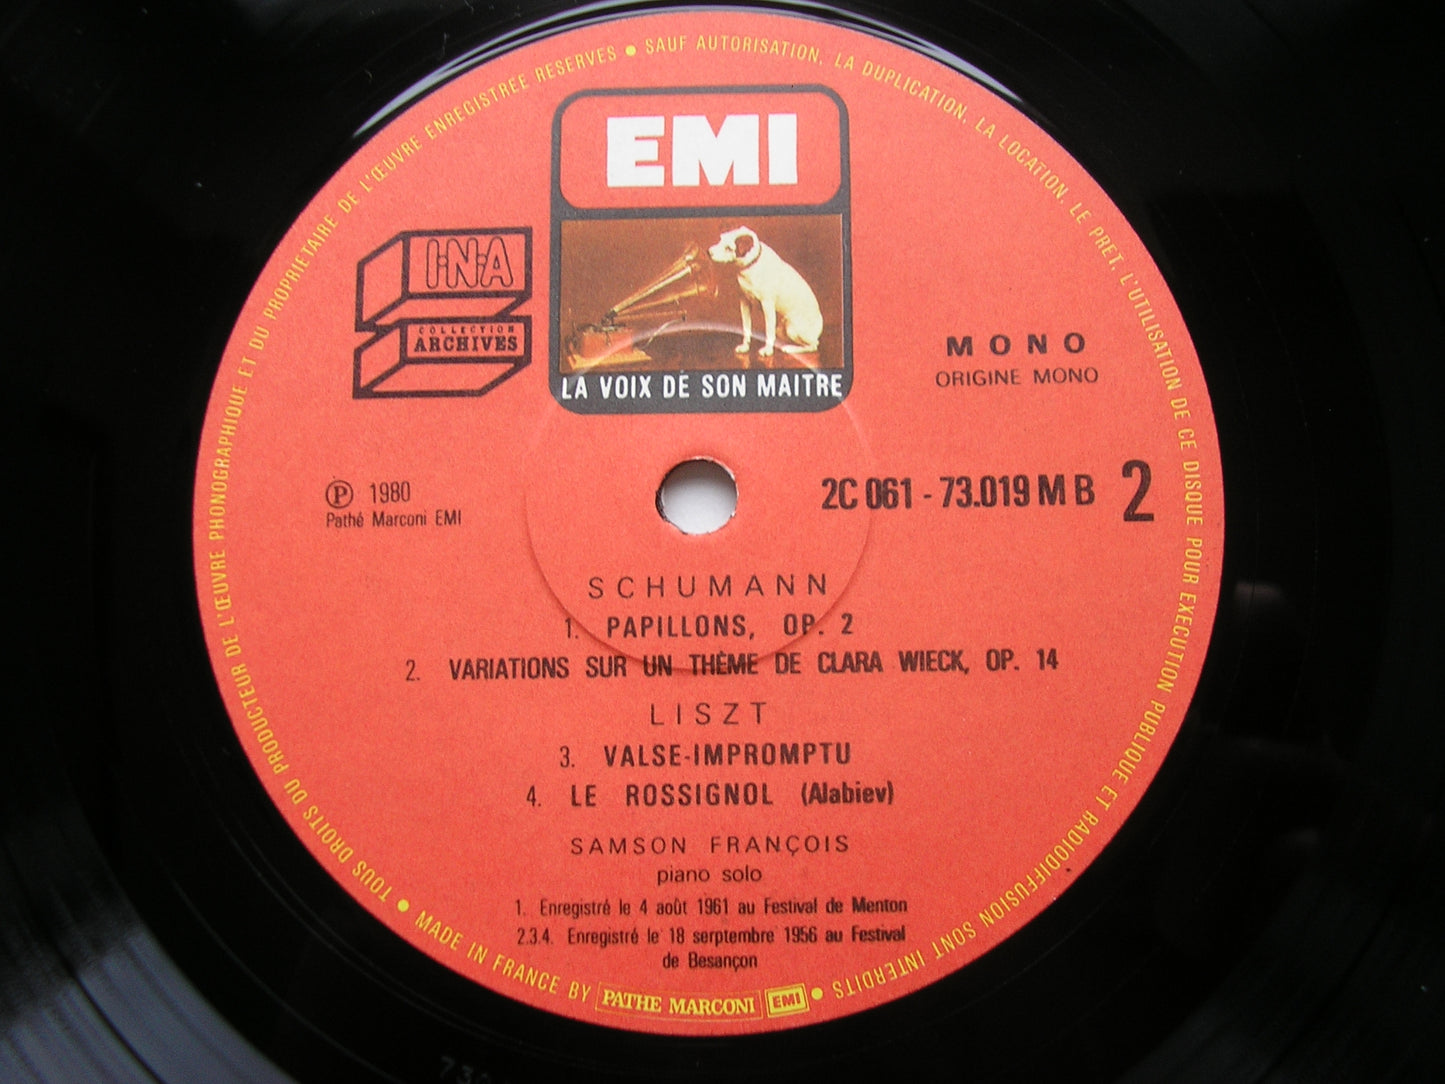 EMI
LA VOIX DE SON MAITRE
I·N·A
COLLECTION
ARCHIVES
MONO
ORIGINE MONO
Ⓟ 1980
Pathé Marconi EMI
2C 061 - 73.019 M B 2
SCHUMANN
1. PAPILLONS, OP. 2
2. VARIATIONS SUR UN THÈME DE CLARA WIECK, OP. 14
LISZT
3. VALSE-IMPROMPTU
4. LE ROSSIGNOL (Alabiev)
SAMSON FRANÇOIS
piano solo
1. Enregistré le 4 août 1961 au Festival de Menton
2.3.4. Enregistré le 18 serptembre 1956 au Festival
de Besançon
TOUS DROITS DU PRODUCTEUR DE L'ŒUVRE PHONOGRAPHIQUE ET DU PROPRIETAIRE DE L'ŒUVRE ENREGISTREE RESERVES • SAUF AUTORISATION, LA DUPLICATION, LA LOCATION, LE PRET, L'UTILISATION DE CE DISQUE POUR EXECUTION PUBLIQUE ET RADIODIFFUSION SONT INTERDITS •
MADE IN FRANCE BY PATHE MARCONI EMI